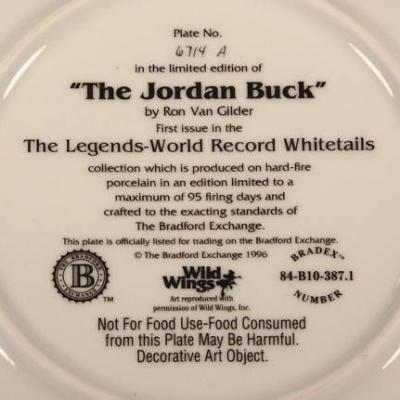 Plate No.
6714 A
in the limited edition of
"The Jordan Buck"
by Ron Van Gilder
First issue in the
The Legends-World Record Whitetails
collection which is produced on hard-fire
porcelain in an edition limited to a
maximum of 95 firing days and
crafted to the exacting standards of
The Bradford Exchange.
This plate is officially listed for trading on the Bradford Exchange.
© The Bradford Exchange 1996
THE BRADFORD
B
EXCHANGE
TM
Wild
Wings
Art reproduced with
permission of Wild Wings, Inc.
BRADEX™
84-B10-387.1
NUMBER
Not For Food Use-Food Consumed
from this Plate May Be Harmful.
Decorative Art Object.